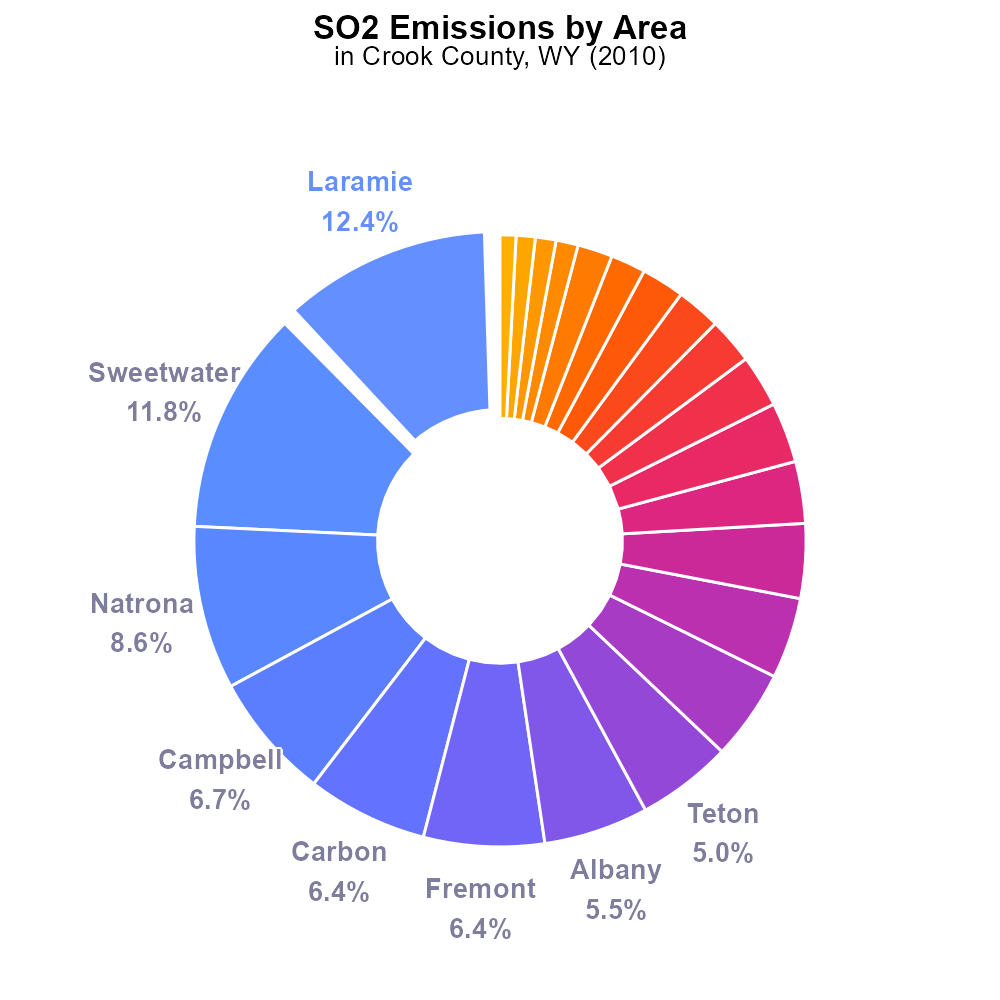 SO2 Emissions by Area
in Crook County, WY (2010)
Laramie
12.4%
Sweetwater
11.8%
Natrona
8.6%
Campbell
6.7%
Carbon
6.4%
Fremont
6.4%
Albany
5.5%
Teton
5.0%